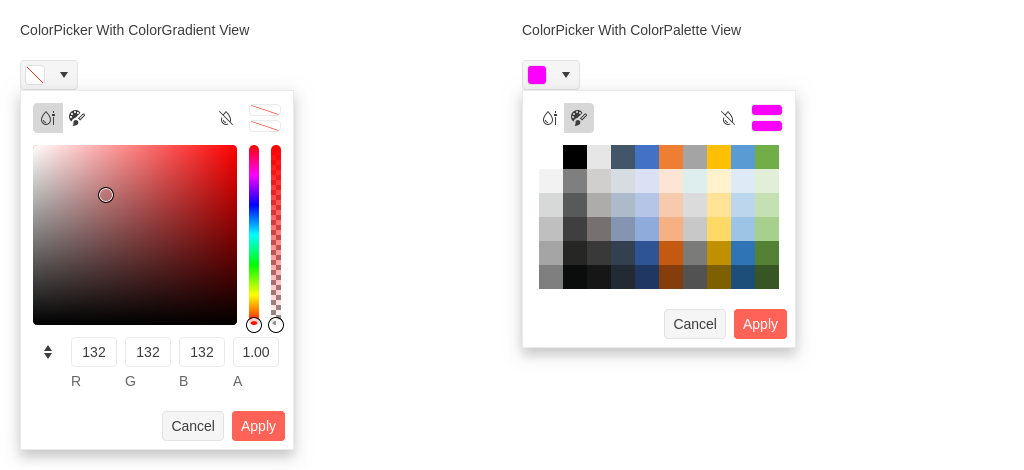 ColorPicker With ColorGradient View
132 132 132 1.00
R G B A
Cancel Apply
ColorPicker With ColorPalette View
Cancel Apply